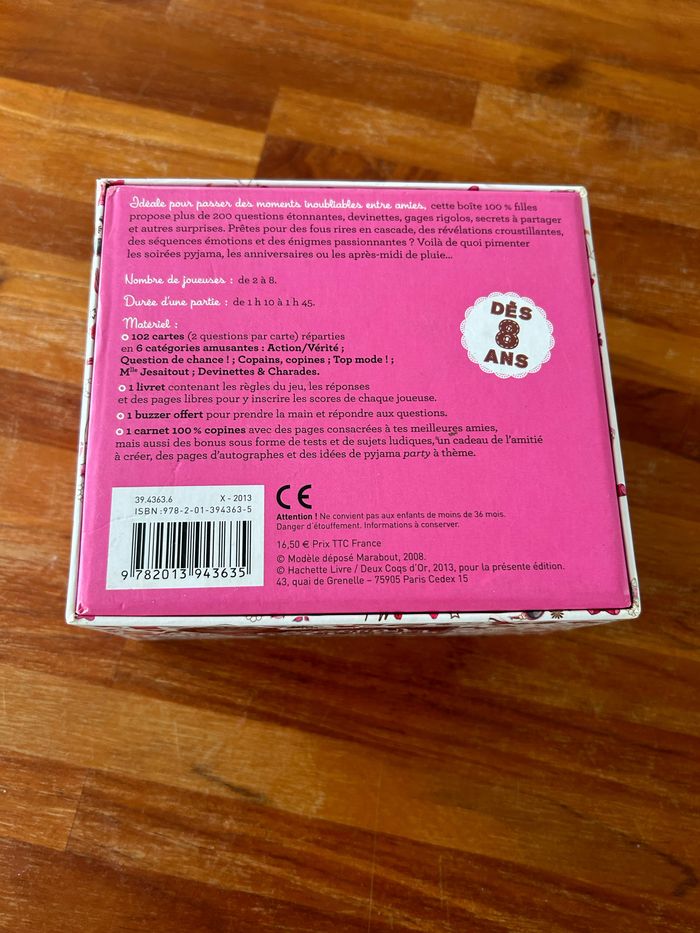 Idéale pour passer des moments inoubliables entre amies, cette boîte 100 % filles
propose plus de 200 questions étonnantes, devinettes, gages rigolos, secrets à partager
et autres surprises. Prêtes pour des fous rires en cascade, des révélations croustillantes,
des séquences émotions et des énigmes passionnantes ? Voilà de quoi pimenter
les soirées pyjama, les anniversaires ou les après-midi de pluie...
Nombre de joueuses : de 2 à 8.
Durée d'une partie : de 1 h 10 à 1 h 45.
Matériel :
102 cartes (2 questions par carte) réparties
en 6 catégories amusantes : Action/Vérité ;
Question de chance ! ; Copains, copines ; Top mode ! ;
Mlle Jesaitout ; Devinettes & Charades.
1 livret contenant les règles du jeu, les réponses
et des pages libres pour y inscrire les scores de chaque joueuse.
1 buzzer offert pour prendre la main et répondre aux questions.
1 carnet 100 % copines avec des pages consacrées à tes meilleures amies,
mais aussi des bonus sous forme de tests et de sujets ludiques, un cadeau de l'amitié
à créer, des pages d'autographes et des idées de pyjama party à thème.
DÈS
8
ANS
39.4363.6 X - 2013
ISBN : 978-2-01-394363-5
9 782013 943635
CE
Attention ! Ne convient pas aux enfants de moins de 36 mois.
Danger d'étouffement. Informations à conserver.
16,50 € Prix TTC France
© Modèle déposé Marabout, 2008.
© Hachette Livre / Deux Coqs d'Or, 2013, pour la présente édition.
43, quai de Grenelle - 75905 Paris Cedex 15